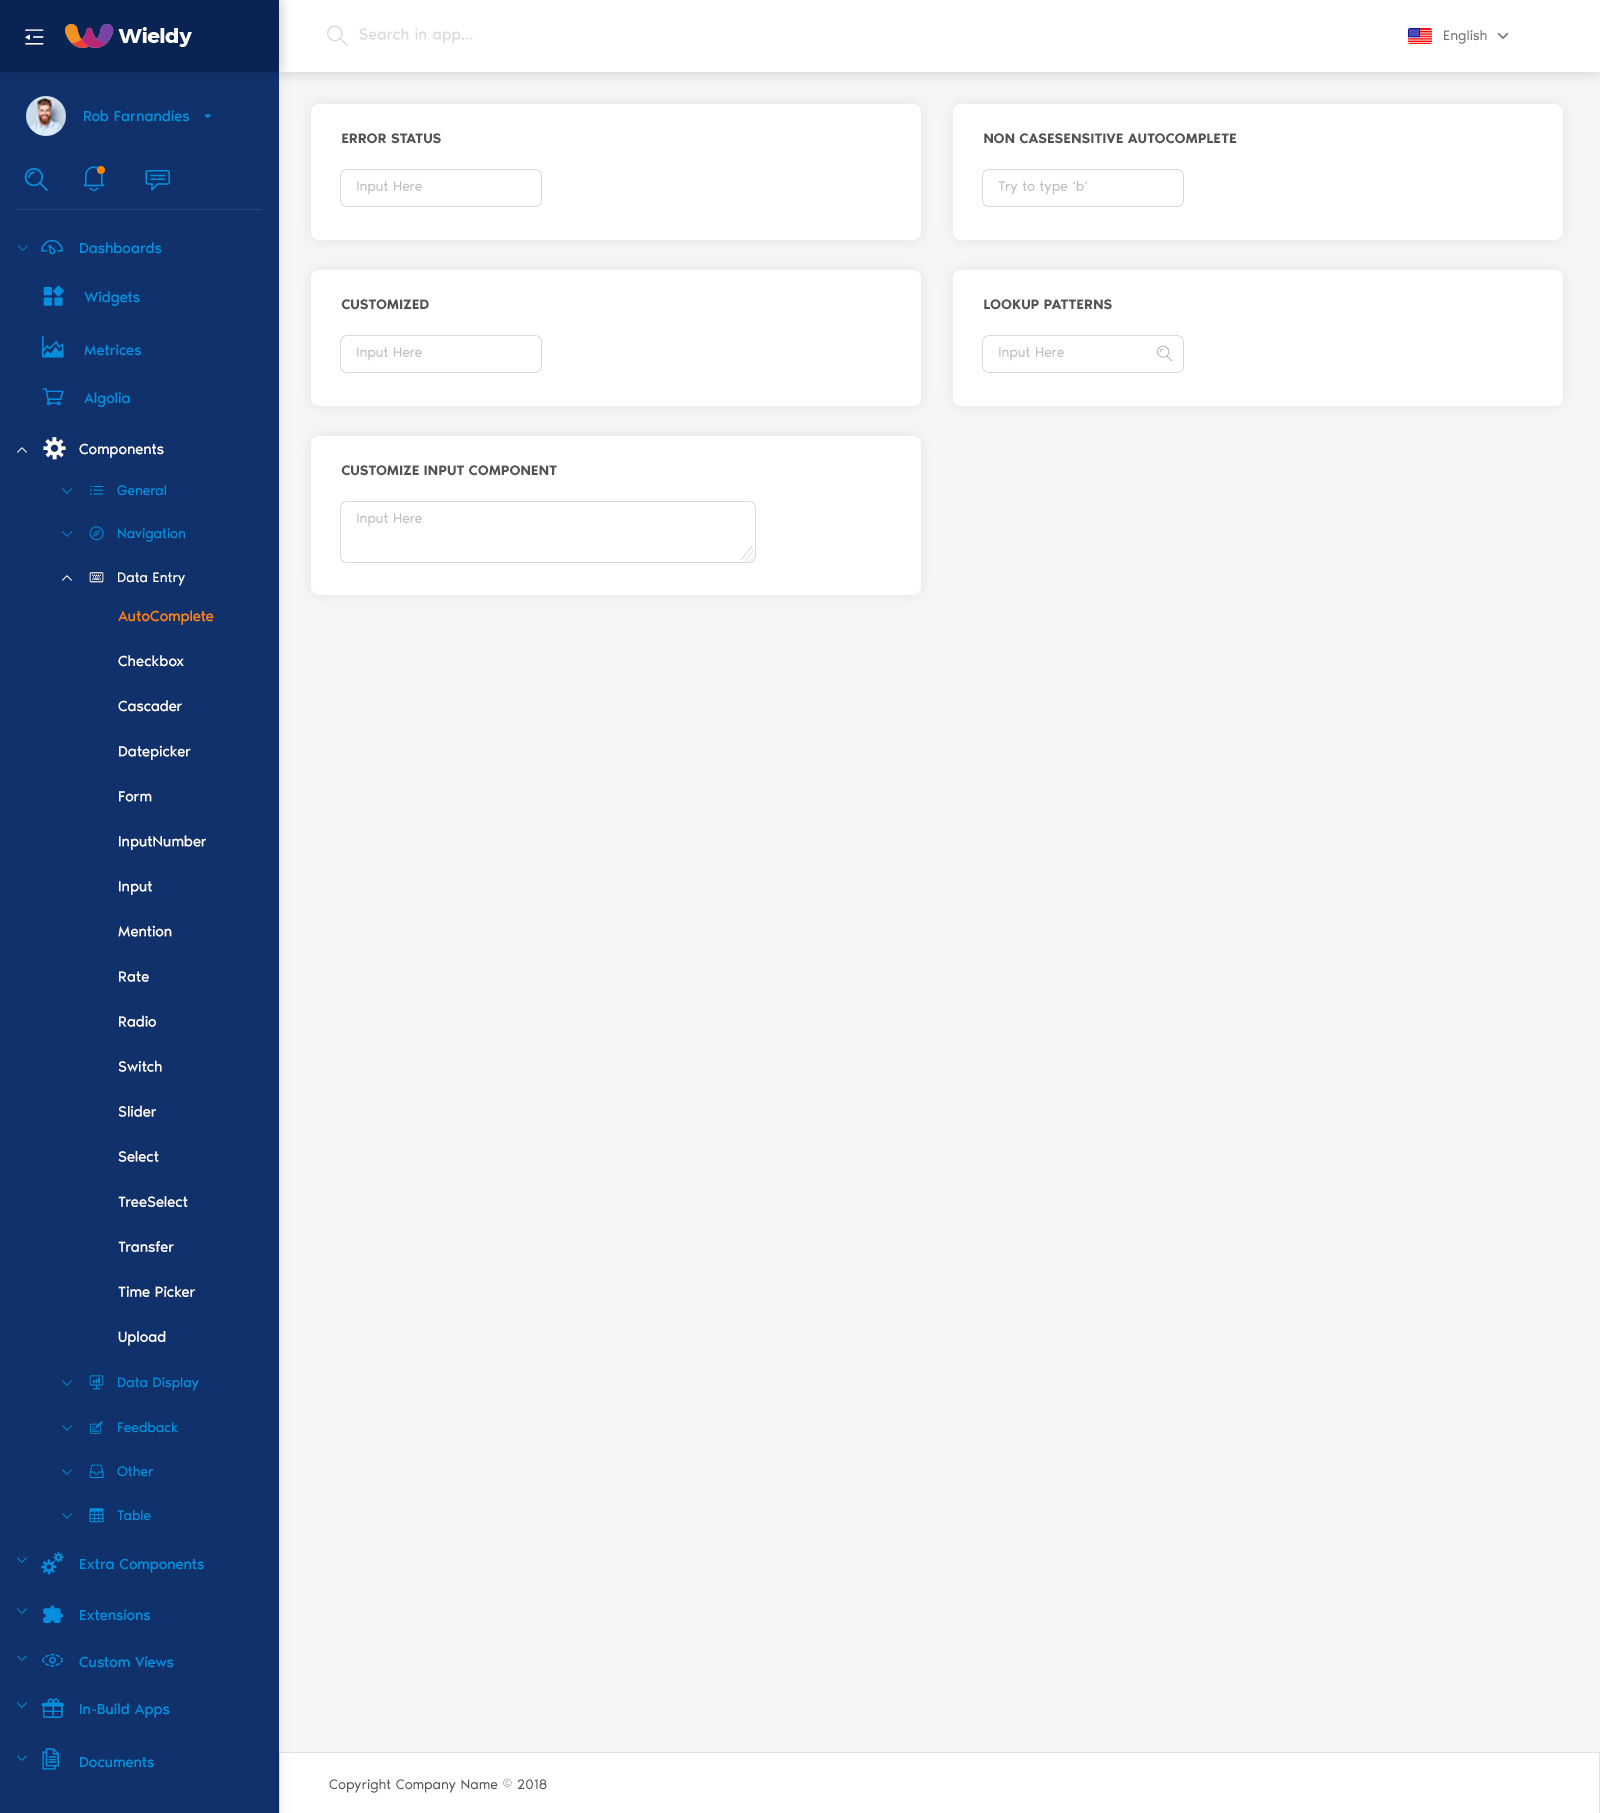 Wieldy
Search in app...
English
Rob Farnandies
Dashboards
Widgets
Metrices
Algolia
Components
General
Navigation
Data Entry
AutoComplete
Checkbox
Cascader
Datepicker
Form
InputNumber
Input
Mention
Rate
Radio
Switch
Slider
Select
TreeSelect
Transfer
Time Picker
Upload
Data Display
Feedback
Other
Table
Extra Components
Extensions
Custom Views
In-Build Apps
Documents
ERROR STATUS
Input Here
NON CASESENSITIVE AUTOCOMPLETE
Try to type ‘b’
CUSTOMIZED
Input Here
LOOKUP PATTERNS
Input Here
CUSTOMIZE INPUT COMPONENT
Input Here
Copyright Company Name © 2018